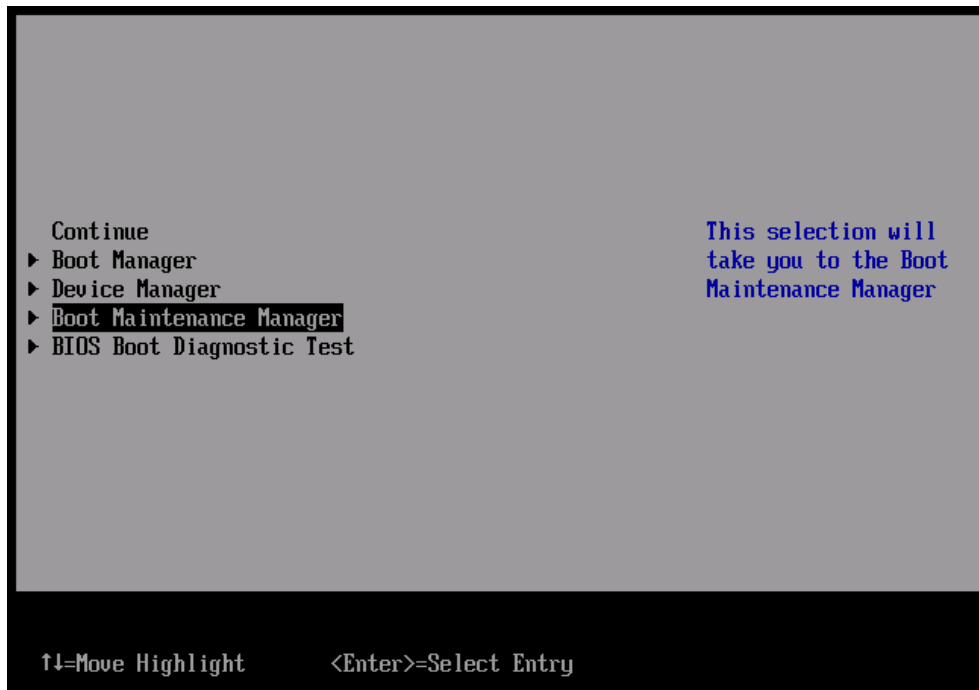 Continue
Boot Manager
Device Manager
Boot Maintenance Manager
BIOS Boot Diagnostic Test
This selection will
take you to the Boot
Maintenance Manager
↑↓=Move Highlight <Enter>=Select Entry